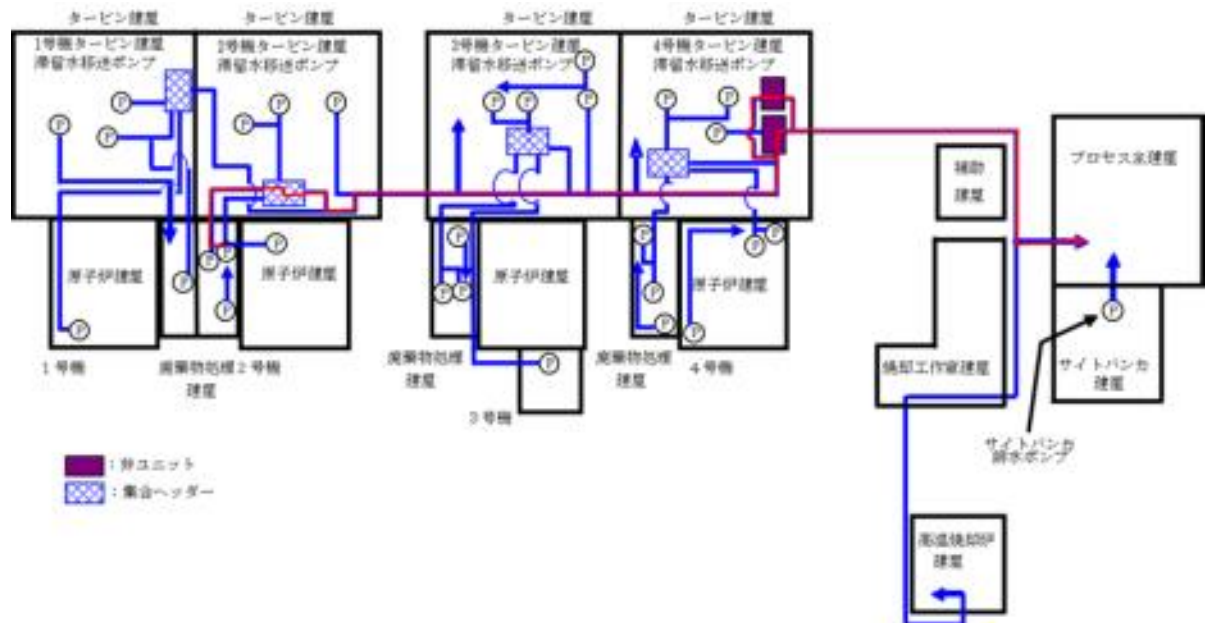 タービン建屋
タービン建屋
タービン建屋
タービン建屋
1号機タービン建屋
滞留水移送ポンプ
2号機タービン建屋
滞留水移送ポンプ
3号機タービン建屋
滞留水移送ポンプ
4号機タービン建屋
滞留水移送ポンプ
P
P
P
P
P
P
P
P
P
P
P
P
P
プロセス主建屋
補助
建屋
原子炉建屋
P
P
P
P
P
P
原子炉建屋
P
P
P
原子炉建屋
P
P
P
P
P
P
原子炉建屋
P
1号機
廃棄物処理
建屋
2号機
廃棄物処理
建屋
3号機
廃棄物処理
建屋
4号機
焼却工作室建屋
サイトバンカ
建屋
サイトバンカ
排水ポンプ
:弁ユニット
:集合ヘッダー
高温焼却炉
建屋